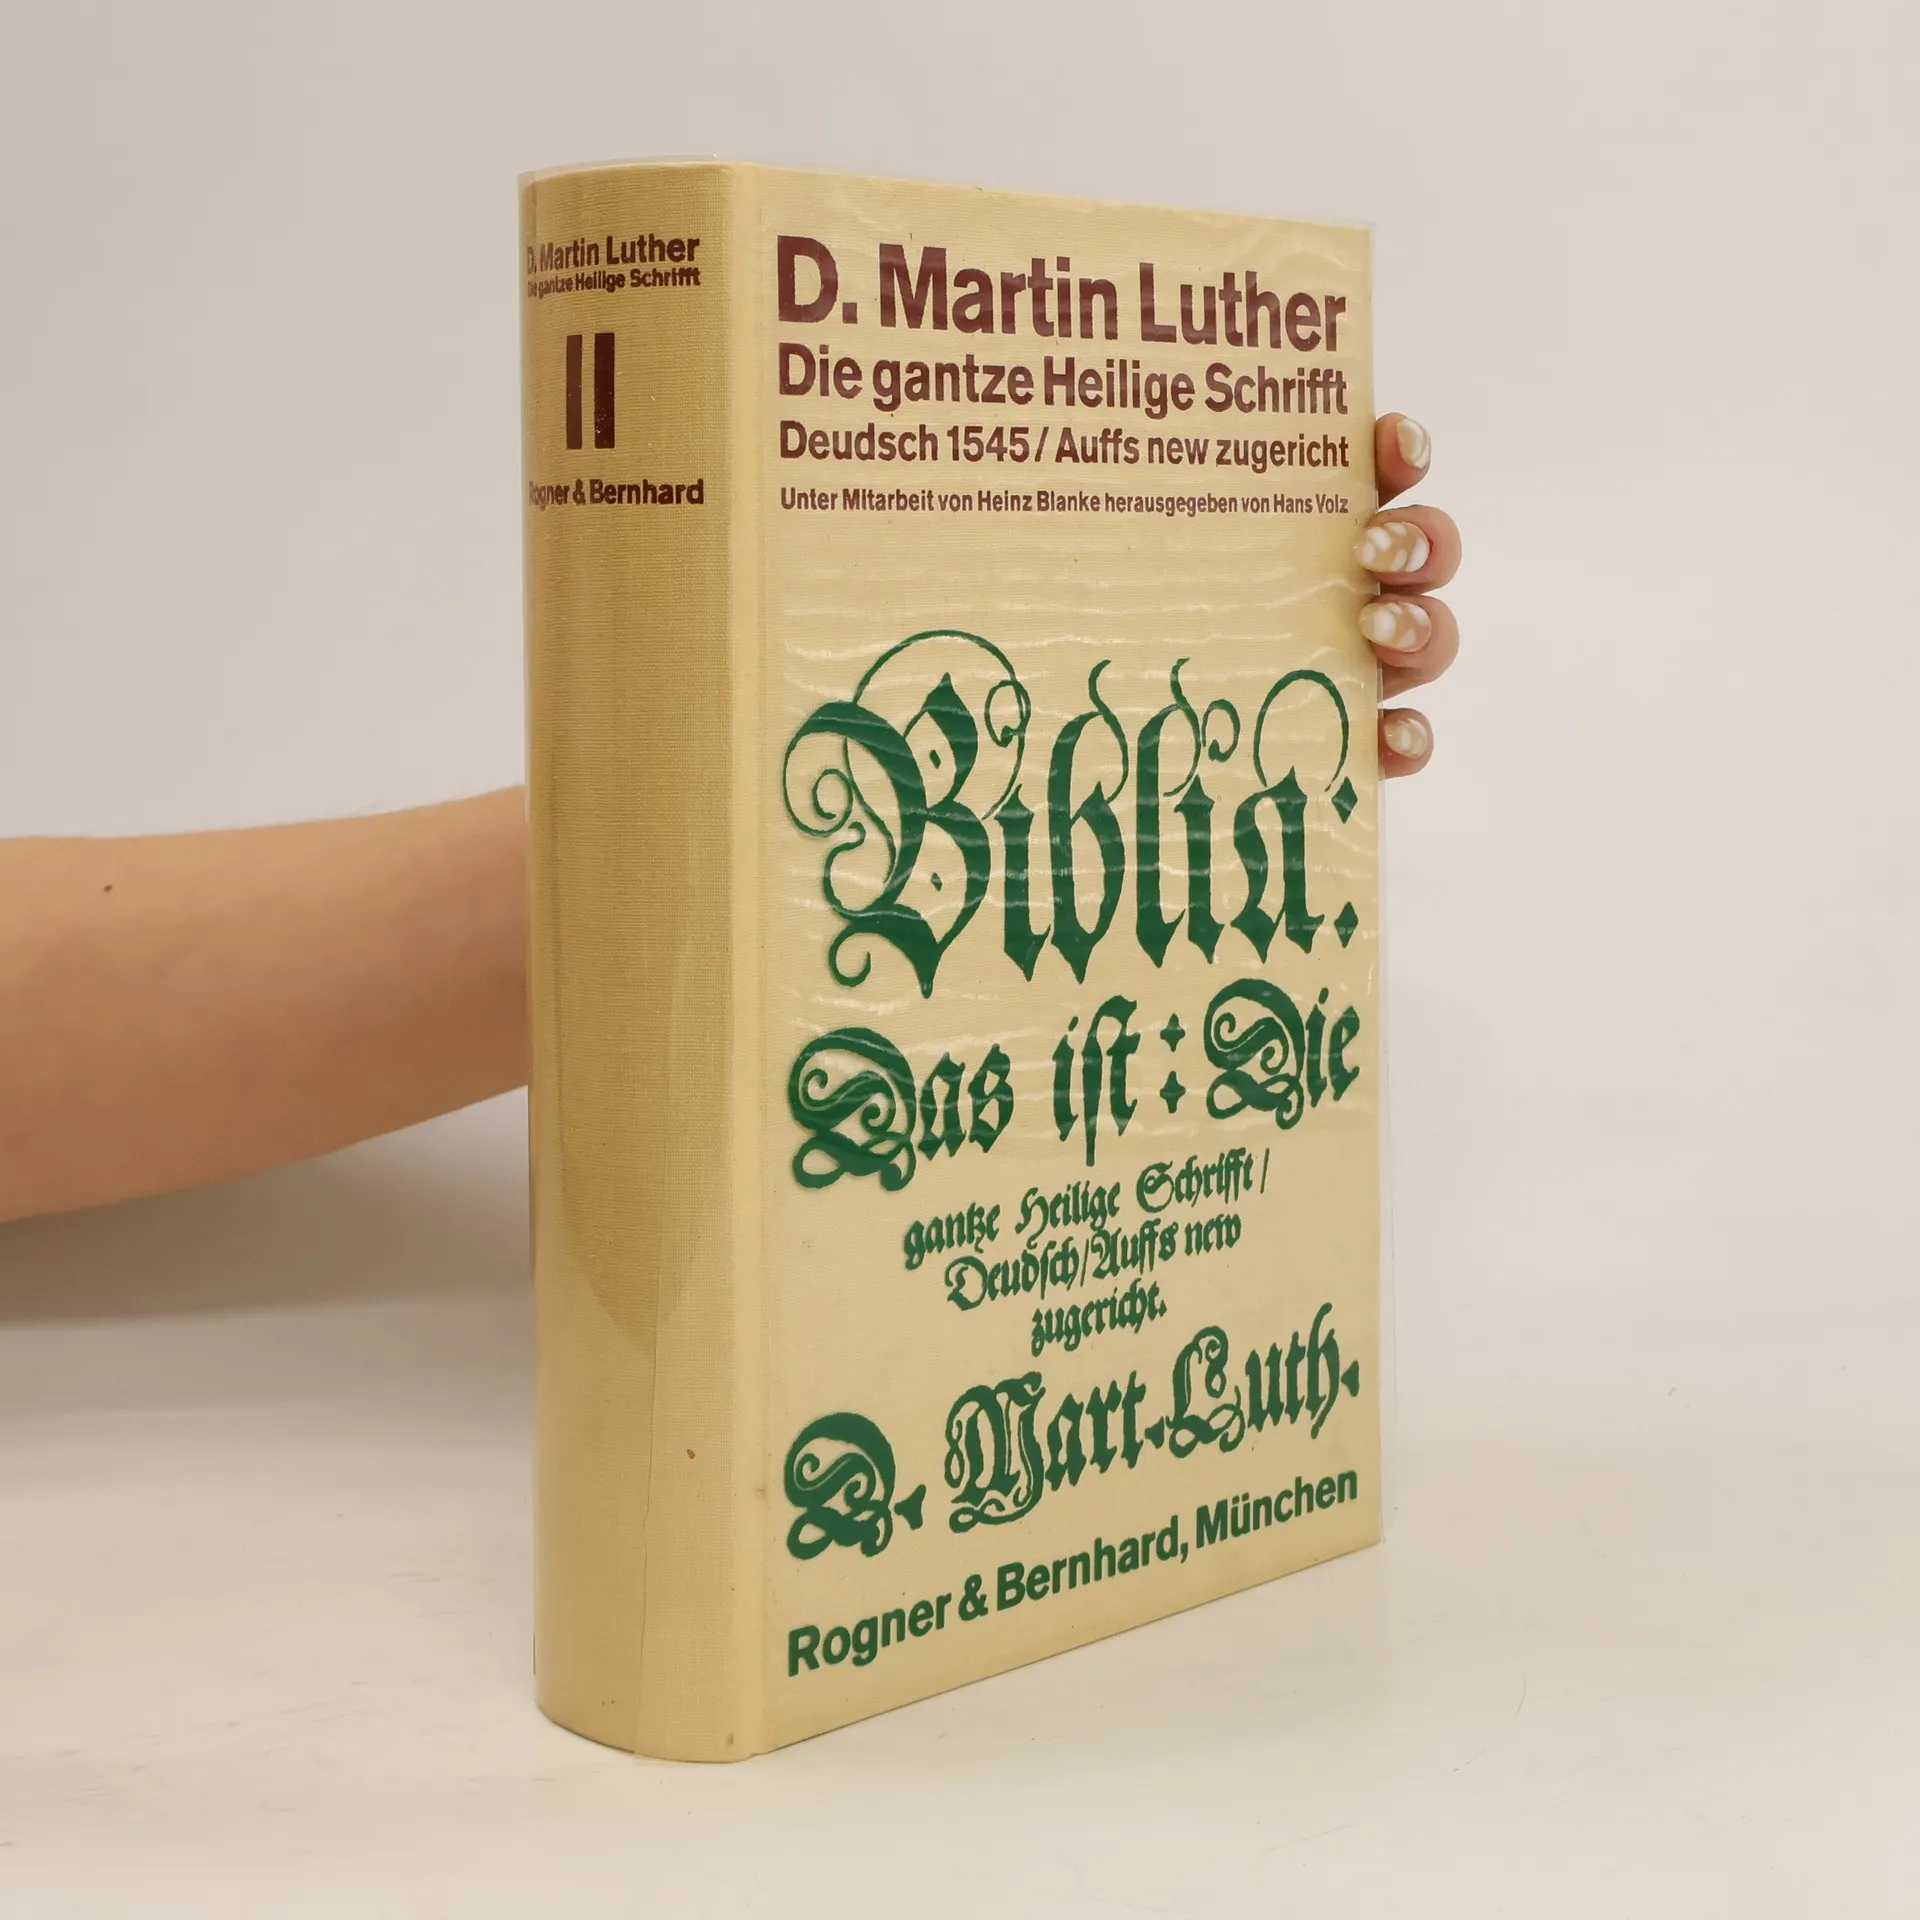 D. Martin Luther
Die gantze Heilige Schrifft
II
Rogner & Bernhard
D. Martin Luther
Die gantze Heilige Schrifft
Deudsch 1545 / Auffs new zugericht
Unter Mitarbeit von Heinz Blanke herausgegeben von Hans Volz
Biblia:
Das ist: Die
gantze Heilige Schrifft /
Deudsch / Auffs new
zugericht.
D. Mart. Luth.
Rogner & Bernhard, München